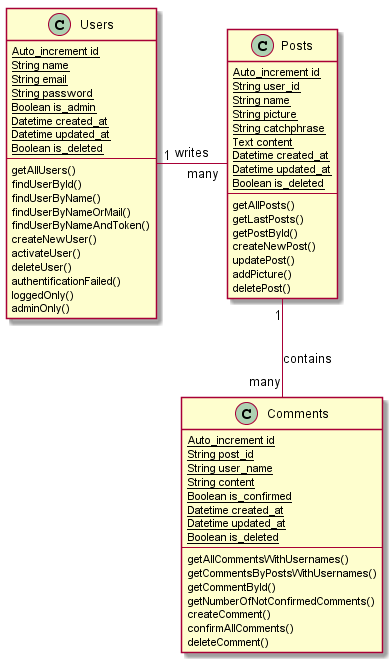 C Users
Auto_increment id
String name
String email
String password
Boolean is_admin
Datetime created_at
Datetime updated_at
Boolean is_deleted
getAllUsers()
findUserById()
findUserByName()
findUserByNameOrMail()
findUserByNameAndToken()
createNewUser()
activateUser()
deleteUser()
authentificationFailed()
loggedOnly()
adminOnly()
1 writes
many
C Posts
Auto_increment id
String user_id
String name
String picture
String catchphrase
Text content
Datetime created_at
Datetime updated_at
Boolean is_deleted
getAllPosts()
getLastPosts()
getPostById()
createNewPost()
updatePost()
addPicture()
deletePost()
1
contains
many
C Comments
Auto_increment id
String post_id
String user_name
String content
Boolean is_confirmed
Datetime created_at
Datetime updated_at
Boolean is_deleted
getAllCommentsWithUsernames()
getCommentsByPostsWithUsernames()
getCommentById()
getNumberOfNotConfirmedComments()
createComment()
confirmAllComments()
deleteComment()